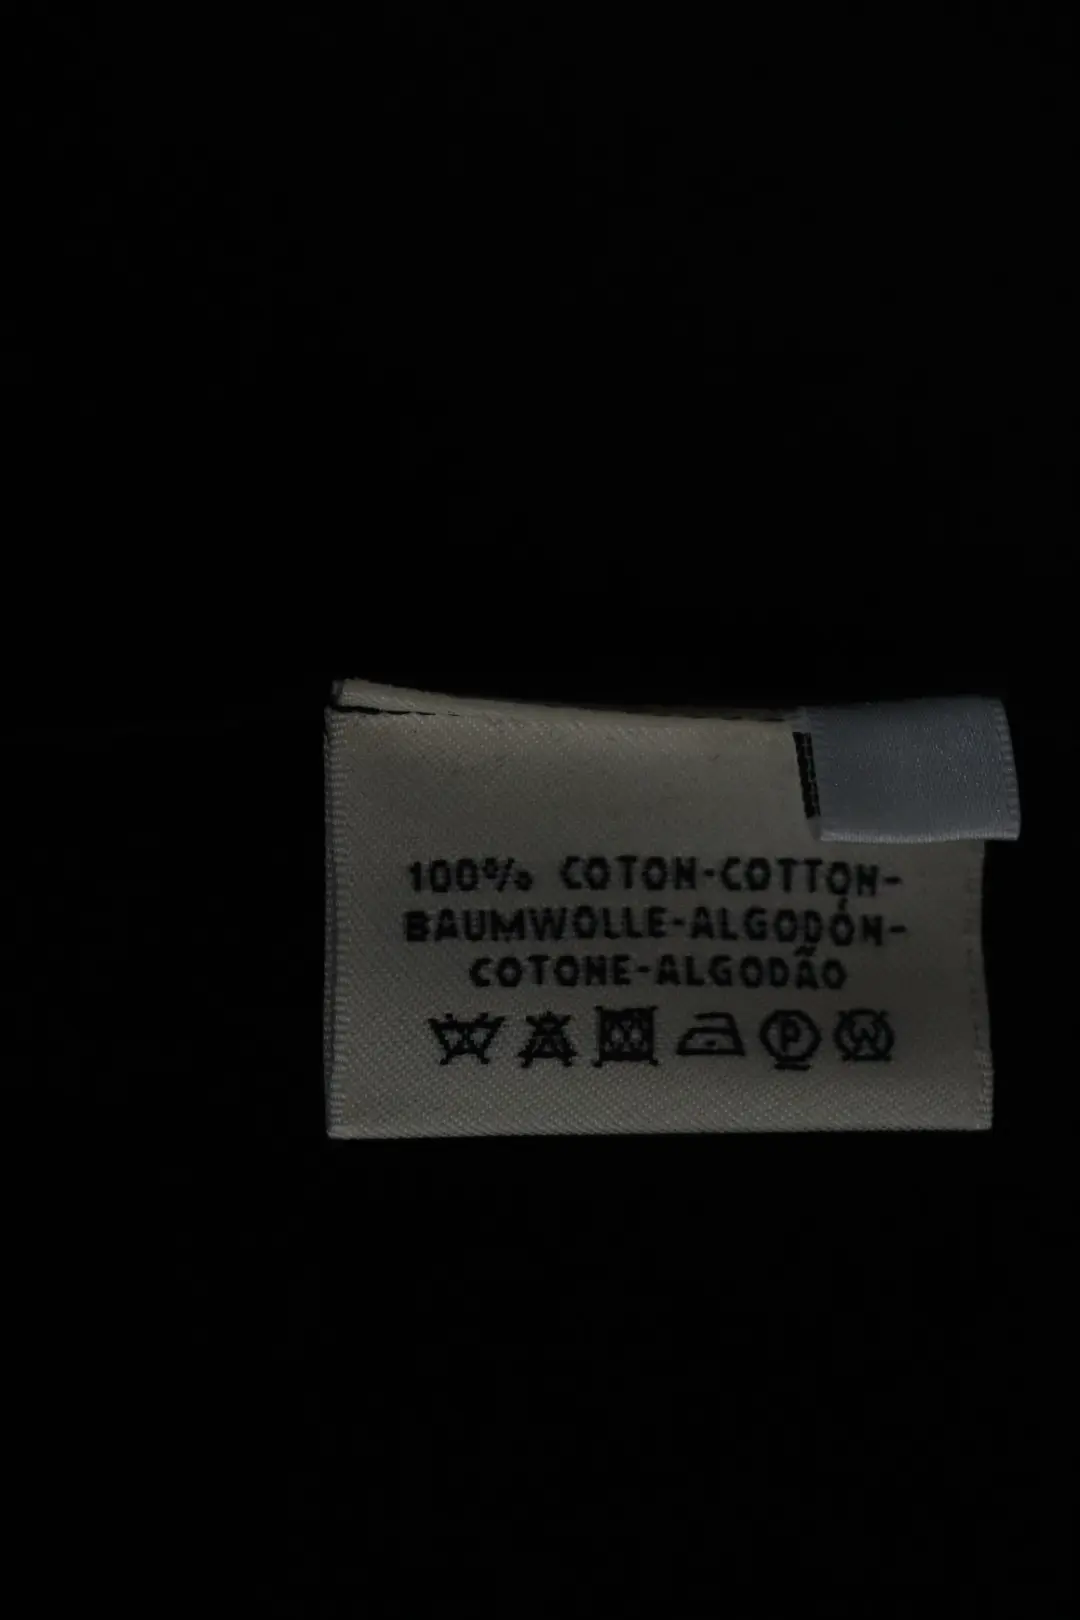 100% COTON-COTTON-
BAUMWOLLE-ALGODÓN-
COTONE-ALGODÃO
P W